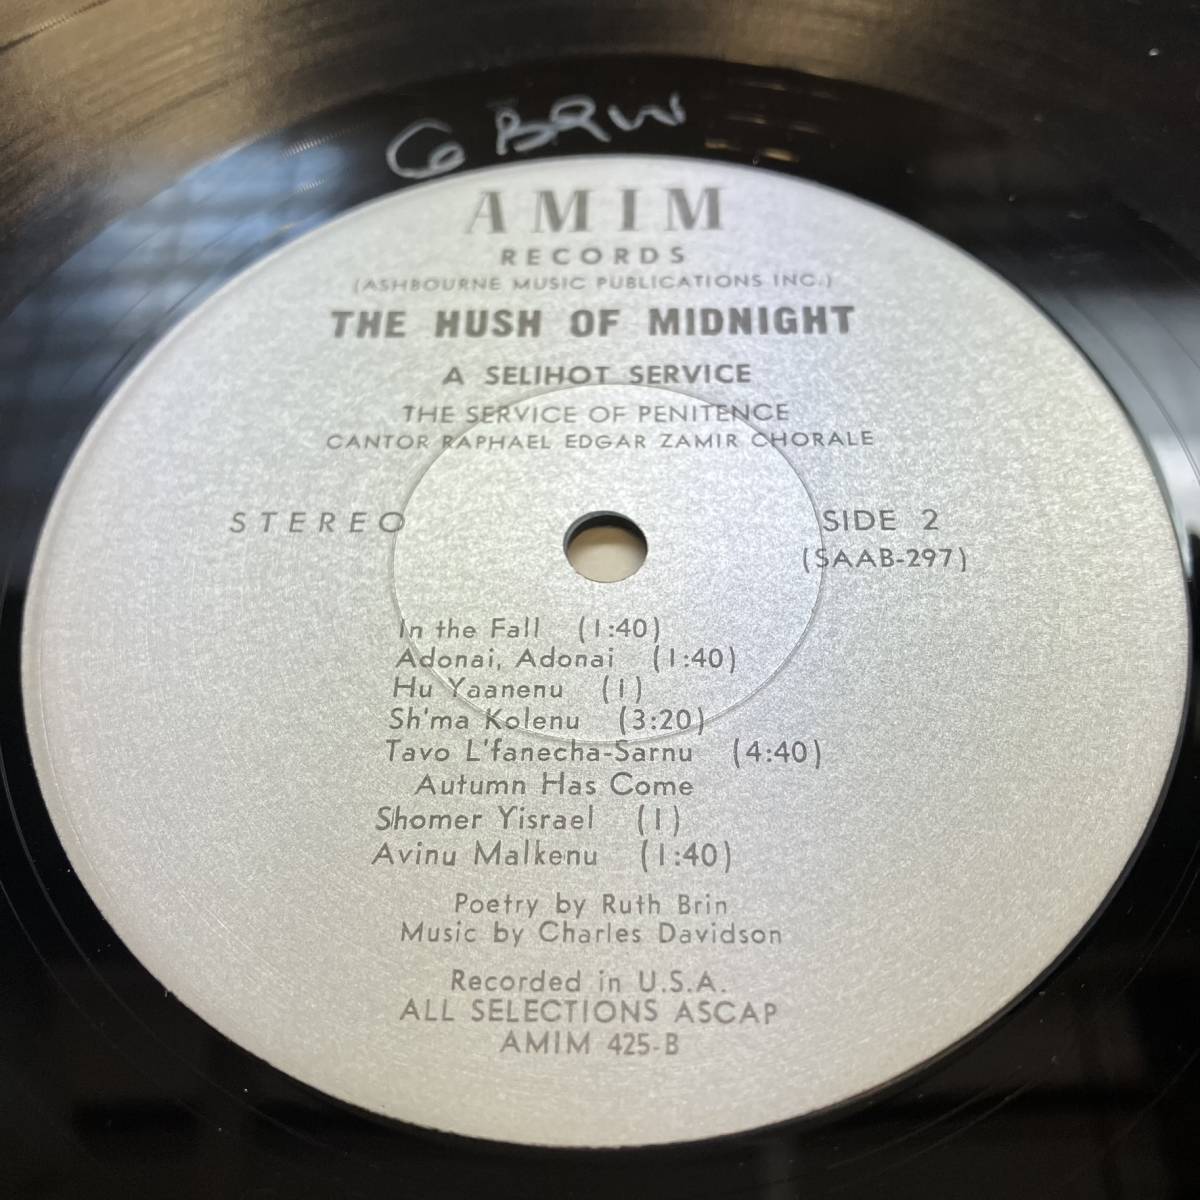 AMIM
RECORDS
(ASHBOURNE MUSIC PUBLICATIONS INC.)
THE HUSH OF MIDNIGHT
A SELIHOT SERVICE
THE SERVICE OF PENITENCE
CANTOR RAPHAEL EDGAR ZAMIR CHORALE
STEREO
SIDE 2
(SAAB-297)
In the Fall (1:40)
Adonai, Adonai (1:40)
Hu Yaanenu (1)
Sh'ma Kolenu (3:20)
Tavo L'fanecha-Sarnu (4:40)
Autumn Has Come
Shomer Yisrael (1)
Avinu Malkenu (1:40)
Poetry by Ruth Brin
Music by Charles Davidson
Recorded in U.S.A.
ALL SELECTIONS ASCAP
AMIM 425-B